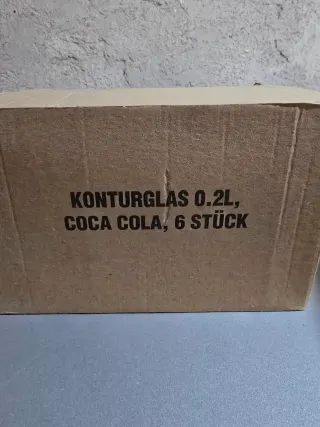 KONTURGLAS 0.2L,
COCA COLA, 6 STÜCK